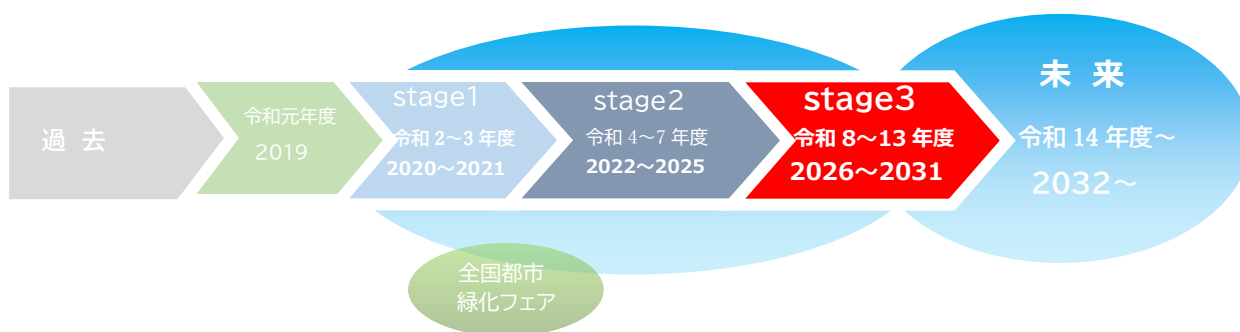 過 去
令和元年度
2019
stage1
令和 2～3 年度
2020～2021
stage2
令和 4～7 年度
2022～2025
stage3
令和 8～13 年度
2026～2031
未 来
令和 14 年度～
2032～
全国都市
緑化フェア